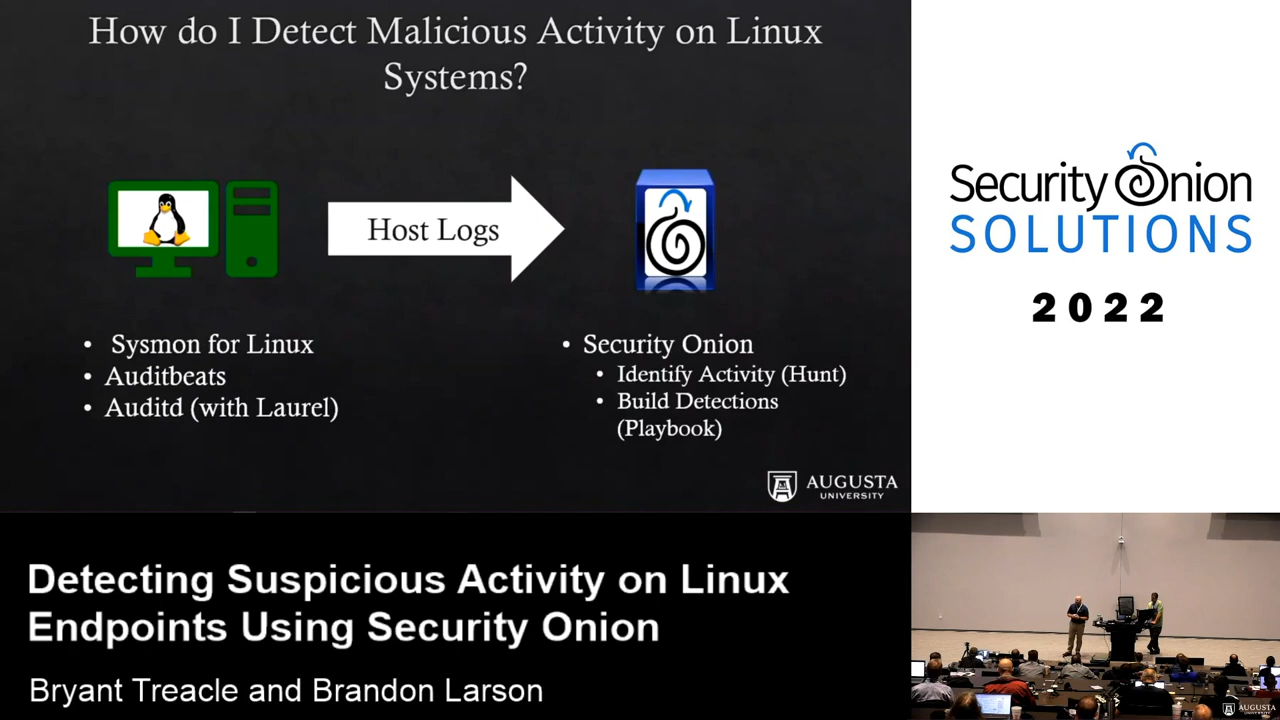 How do I Detect Malicious Activity on Linux
Systems?
Host Logs
• Sysmon for Linux
• Auditbeats
• Auditd (with Laurel)
• Security Onion
• Identify Activity (Hunt)
• Build Detections
(Playbook)
AUGUSTA
UNIVERSITY
Security Onion
SOLUTIONS
2022
Detecting Suspicious Activity on Linux
Endpoints Using Security Onion
Bryant Treacle and Brandon Larson
AUGUSTA
UNIVERSITY